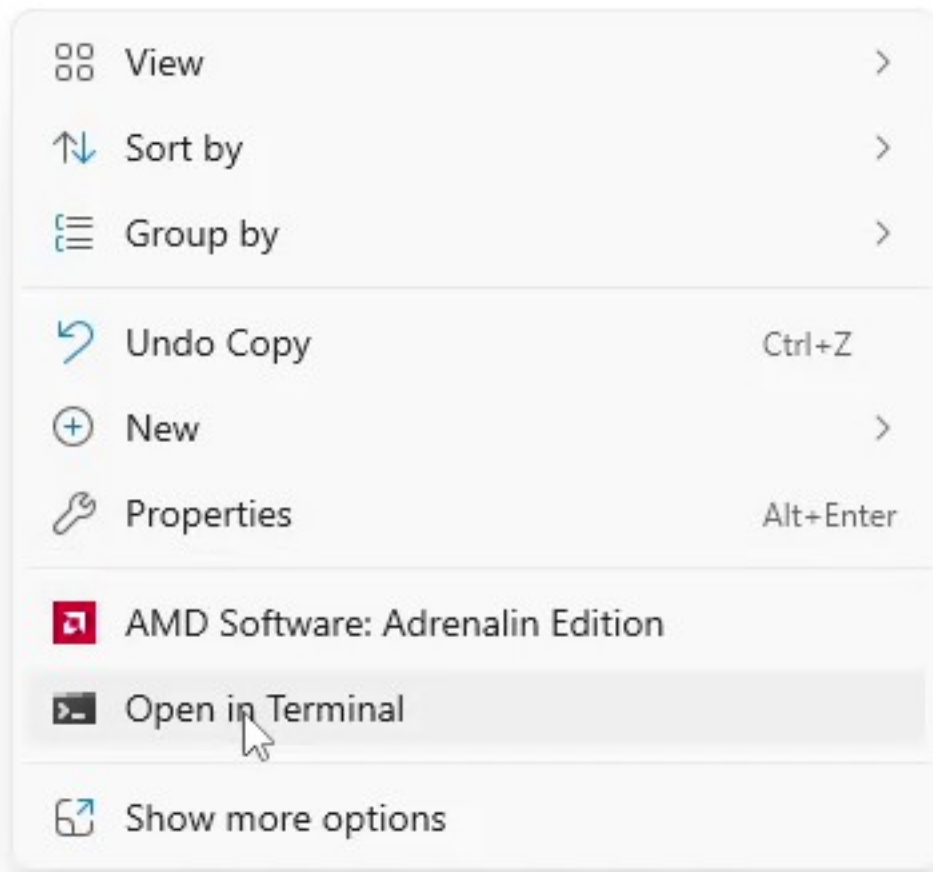 View
Sort by
Group by
Undo Copy Ctrl+Z
New
Properties Alt+Enter
AMD Software: Adrenalin Edition
Open in Terminal
Show more options